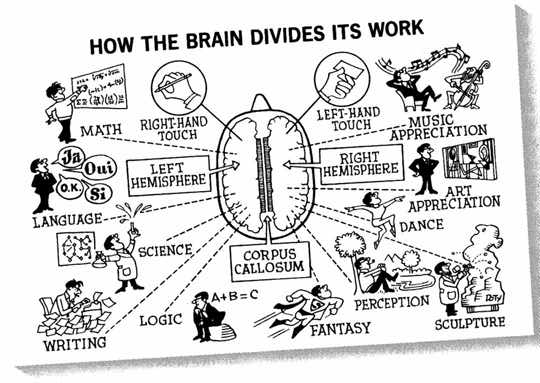 HOW THE BRAIN DIVIDES ITS WORK
MATH
RIGHT-HAND
TOUCH
LEFT-HAND
TOUCH
MUSIC
APPRECIATION
Ja
Oui
O.K.
Si
LANGUAGE
LEFT
HEMISPHERE
RIGHT
HEMISPHERE
ART
APPRECIATION
SCIENCE
CORPUS
CALLOSUM
DANCE
WRITING
LOGIC
A+B=C
FANTASY
PERCEPTION
SCULPTURE